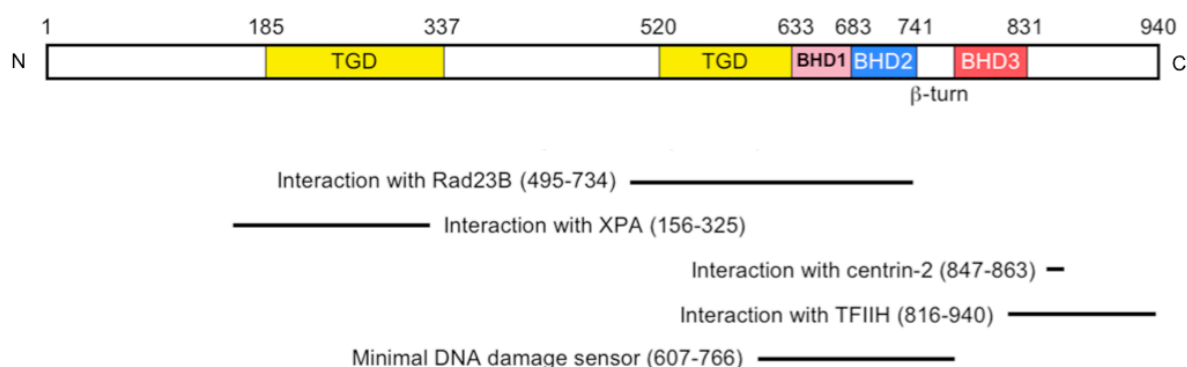 1 185 337 520 633 683 741 831 940
N TGD TGD BHD1 BHD2 BHD3 C
β-turn
Interaction with Rad23B (495-734)
Interaction with XPA (156-325)
Interaction with centrin-2 (847-863)
Interaction with TFIIH (816-940)
Minimal DNA damage sensor (607-766)